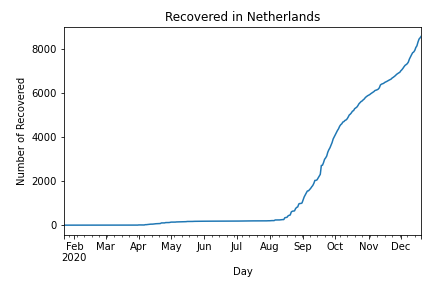 Recovered in Netherlands
Number of Recovered
8000
6000
4000
2000
0
Feb Mar Apr May Jun Jul Aug Sep Oct Nov Dec
2020
Day